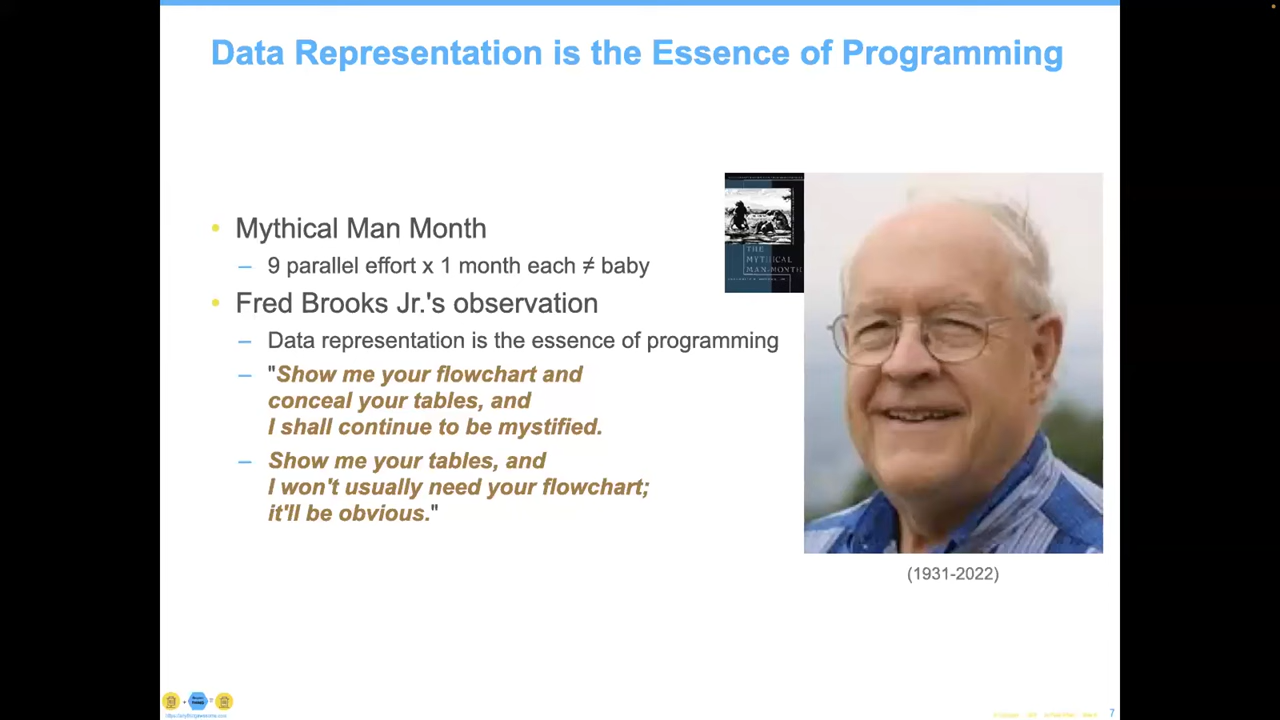 Data Representation is the Essence of Programming
• Mythical Man Month
– 9 parallel effort x 1 month each ≠ baby
• Fred Brooks Jr.'s observation
– Data representation is the essence of programming
– "Show me your flowchart and
conceal your tables, and
I shall continue to be mystified.
– Show me your tables, and
I won't usually need your flowchart;
it'll be obvious."
THE
MYTHICAL
MAN-MONTH
(1931-2022)
7